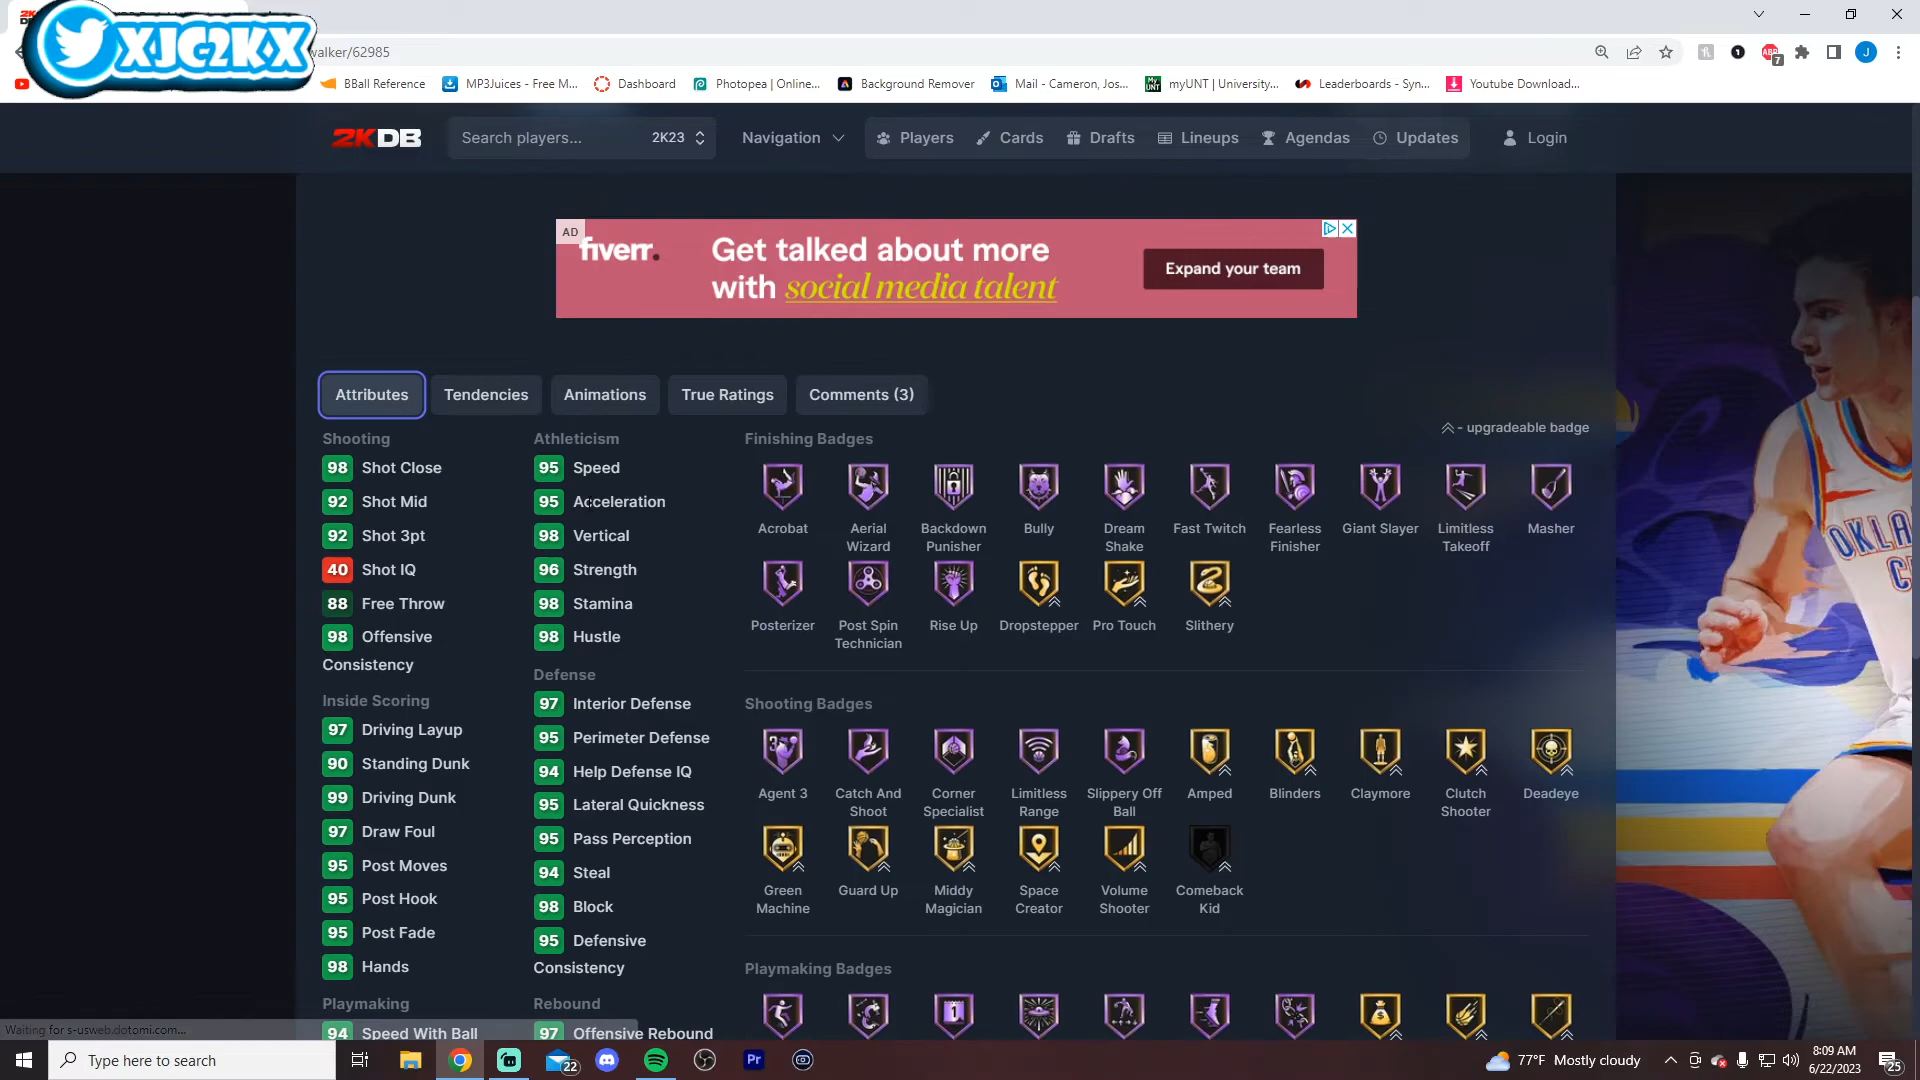 XJC2KX
walker/62985
BBall Reference
MP3Juices - Free M...
Dashboard
Photopea | Online...
Background Remover
Mail - Cameron, Jos...
myUNT | University...
Leaderboards - Syn...
Youtube Download...
2KDB
Search players...
2K23
Navigation
Players
Cards
Drafts
Lineups
Agendas
Updates
Login
AD
fiverr.
Get talked about more
with social media talent
Expand your team
Attributes
Tendencies
Animations
True Ratings
Comments (3)
- upgradeable badge
Shooting
98 Shot Close
92 Shot Mid
92 Shot 3pt
40 Shot IQ
88 Free Throw
98 Offensive
Consistency
Inside Scoring
97 Driving Layup
90 Standing Dunk
99 Driving Dunk
97 Draw Foul
95 Post Moves
95 Post Hook
95 Post Fade
98 Hands
Playmaking
94 Speed With Ball
Athleticism
95 Speed
95 Acceleration
98 Vertical
96 Strength
98 Stamina
98 Hustle
Defense
97 Interior Defense
95 Perimeter Defense
94 Help Defense IQ
95 Lateral Quickness
95 Pass Perception
94 Steal
98 Block
95 Defensive
Consistency
Rebound
97 Offensive Rebound
Finishing Badges
Acrobat
Aerial
Wizard
Backdown
Punisher
Bully
Dream
Shake
Fast Twitch
Fearless
Finisher
Giant Slayer
Limitless
Takeoff
Masher
Posterizer
Post Spin
Technician
Rise Up
Dropstepper
Pro Touch
Slithery
Shooting Badges
Agent 3
Catch And
Shoot
Corner
Specialist
Limitless
Range
Slippery Off
Ball
Amped
Blinders
Claymore
Clutch
Shooter
Deadeye
Green
Machine
Guard Up
Middy
Magician
Space
Creator
Volume
Shooter
Comeback
Kid
Playmaking Badges
OKLA
C
Waiting for s-usweb.dotomi.com...
Type here to search
22
Pr
77°F Mostly cloudy
8:09 AM
6/22/2023
25